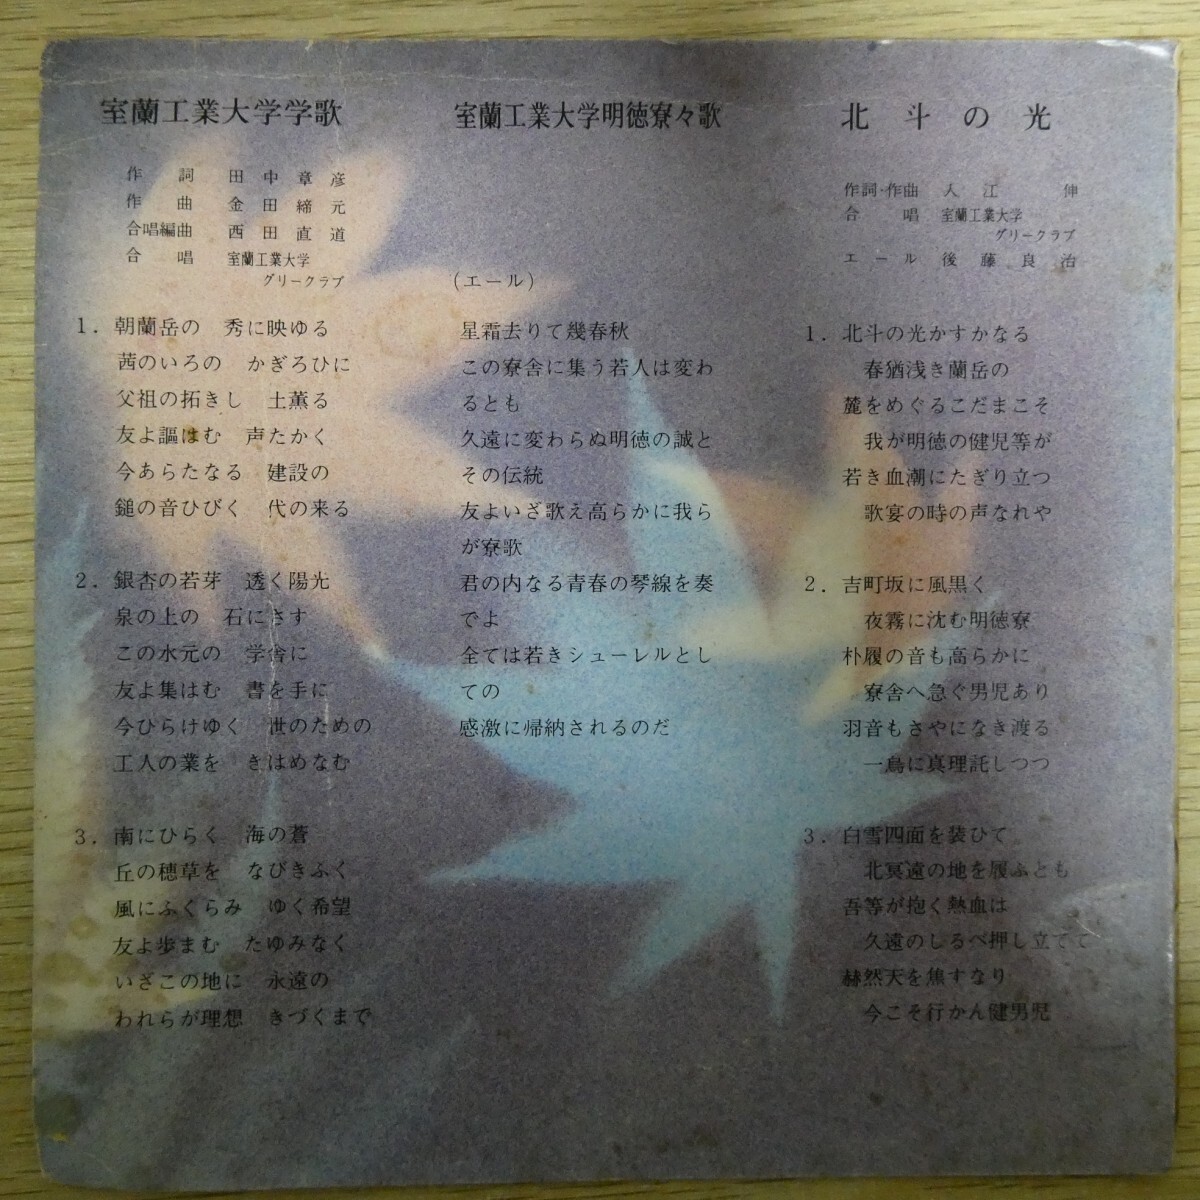 室蘭工業大学学歌
作詞 田中章彦
作曲 金田締元
合唱編曲 西田直道
合唱 室蘭工業大学
グリークラブ
1. 朝蘭岳の 秀に映ゆる
茜のいろの かぎろひに
父祖の拓きし 土薫る
友よ謳はむ 声たかく
今あらたなる 建設の
鎚の音ひびく 代の来る
2. 銀杏の若芽 透く陽光
泉の上の 石にさす
この水元の 学舎に
友よ集はむ 書を手に
今ひらけゆく 世のための
工人の業を きはめなむ
3. 南にひらく 海の蒼
丘の穂草を なびきふく
風にふくらみ ゆく希望
友よ歩まむ たゆみなく
いざこの地に 永遠の
われらが理想 きづくまで
室蘭工業大学明徳寮々歌
(エール)
星霜去りて幾春秋
この寮舎に集う若人は変わ
るとも
久遠に変わらぬ明徳の誠と
その伝統
友よいざ歌え高らかに我ら
が寮歌
君の内なる青春の琴線を奏
でよ
全ては若きシューレルとし
ての
感激に帰納されるのだ
北斗の光
作詞・作曲 入江 伸
合唱 室蘭工業大学
グリークラブ
エール 後藤良治
1. 北斗の光かすかなる
春猶浅き蘭岳の
麓をめぐるこだまこそ
我が明徳の健児等が
若き血潮にたぎり立つ
歌宴の時の声なれや
2. 吉町坂に風黒く
夜霧に沈む明徳寮
朴履の音も高らかに
寮舎へ急ぐ男児あり
羽音もさやになき渡る
一鳥に真理託しつつ
3. 白雪四面を装ひて
北冥遠の地を履ふとも
吾等が抱く熱血は
久遠のしるべ押し立てて
赫然天を焦すなり
今こそ行かん健男児